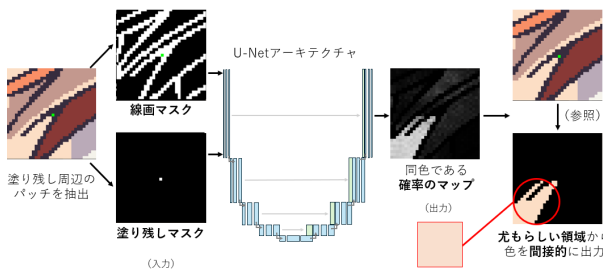 U-Netアーキテクチャ
線画マスク
(参照)
塗り残し周辺の
パッチを抽出
同色である
確率のマップ
(出力)
塗り残しマスク
(入力)
尤もらしい領域から
色を間接的に出力